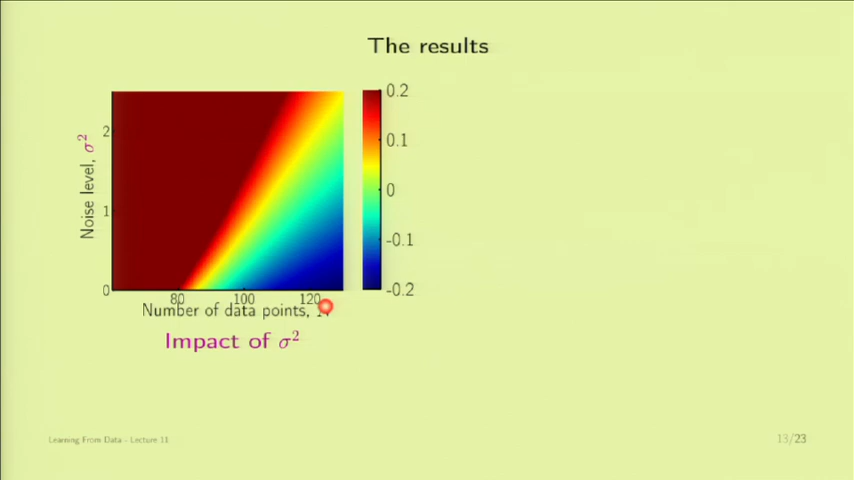 The results
0.2
0.1
0
-0.1
-0.2
Noise level, σ²
2
1
0
80 100 120
Number of data points,
Impact of σ²
Learning From Data - Lecture 11
13/23